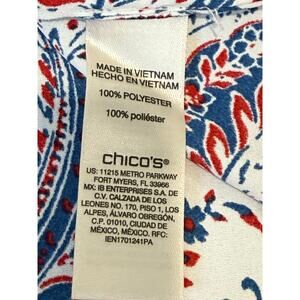 MADE IN VIETNAM
HECHO EN VIETNAM
100% POLYESTER
100% poliéster
chico's®
US: 11215 METRO PARKWAY
FORT MYERS, FL 33966
MX: IB ENTERPRISES S.A. DE
C.V. CALZADA DE LOS
LEONES NO. 170, PISO 1, LOS
ALPES, ÁLVARO OBREGÓN,
C.P. 01010, CIUDAD DE
MÉXICO, MÉXICO. RFC:
IEN1701241PA